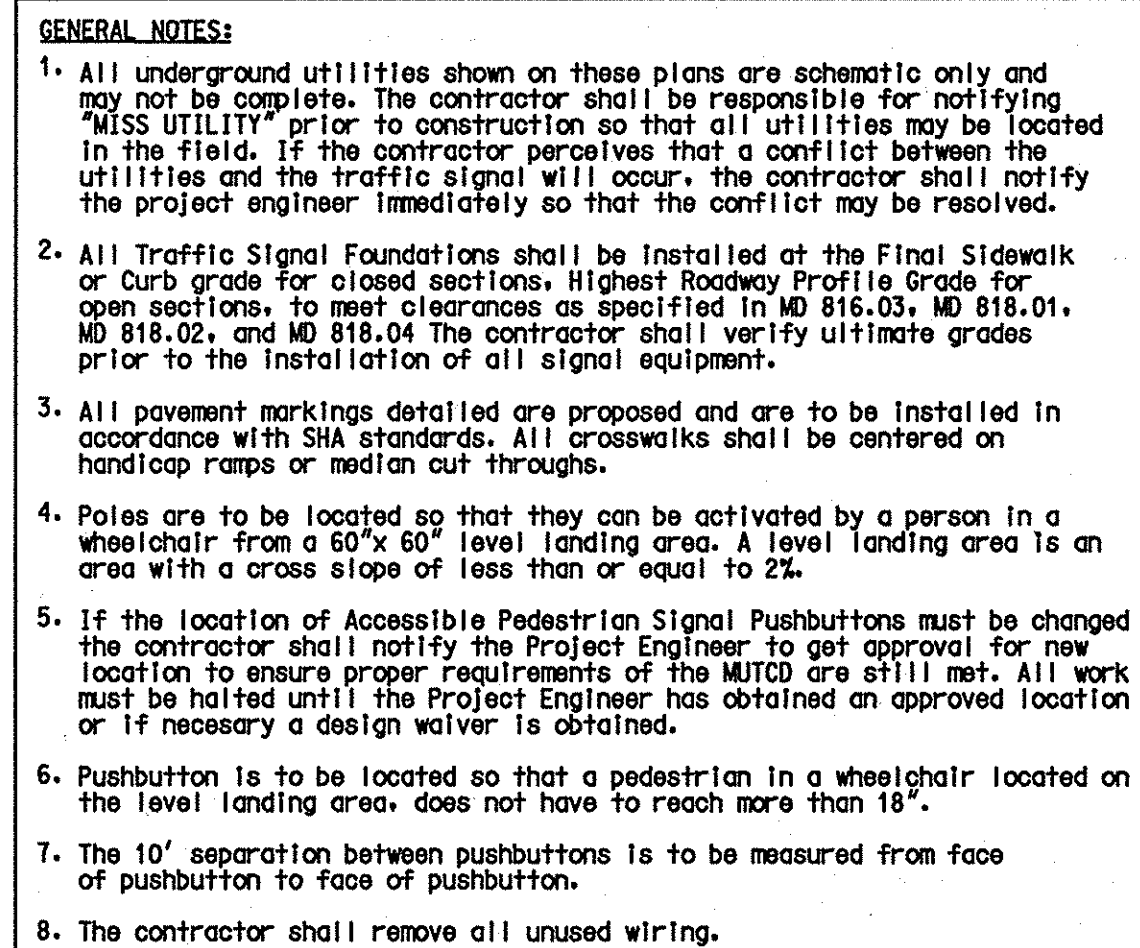 GENERAL NOTES:
1. All underground utilities shown on these plans are schematic only and
may not be complete. The contractor shall be responsible for notifying
"MISS UTILITY" prior to construction so that all utilities may be located
in the field. If the contractor perceives that a conflict between the
utilities and the traffic signal will occur, the contractor shall notify
the project engineer immediately so that the conflict may be resolved.
2. All Traffic Signal Foundations shall be installed at the Final Sidewalk
or Curb grade for closed sections, Highest Roadway Profile Grade for
open sections, to meet clearances as specified in MD 816.03, MD 818.01,
MD 818.02, and MD 818.04 The contractor shall verify ultimate grades
prior to the installation of all signal equipment.
3. All pavement markings detailed are proposed and are to be installed in
accordance with SHA standards. All crosswalks shall be centered on
handicap ramps or median cut throughs.
4. Poles are to be located so that they can be activated by a person in a
wheelchair from a 60"x 60" level landing area. A level landing area is an
area with a cross slope of less than or equal to 2%.
5. If the location of Accessible Pedestrian Signal Pushbuttons must be changed
the contractor shall notify the Project Engineer to get approval for new
location to ensure proper requirements of the MUTCD are still met. All work
must be halted until the Project Engineer has obtained an approved location
or if necesary a design waiver is obtained.
6. Pushbutton is to be located so that a pedestrian in a wheelchair located on
the level landing area, does not have to reach more than 18".
7. The 10' separation between pushbuttons is to be measured from face
of pushbutton to face of pushbutton.
8. The contractor shall remove all unused wiring.